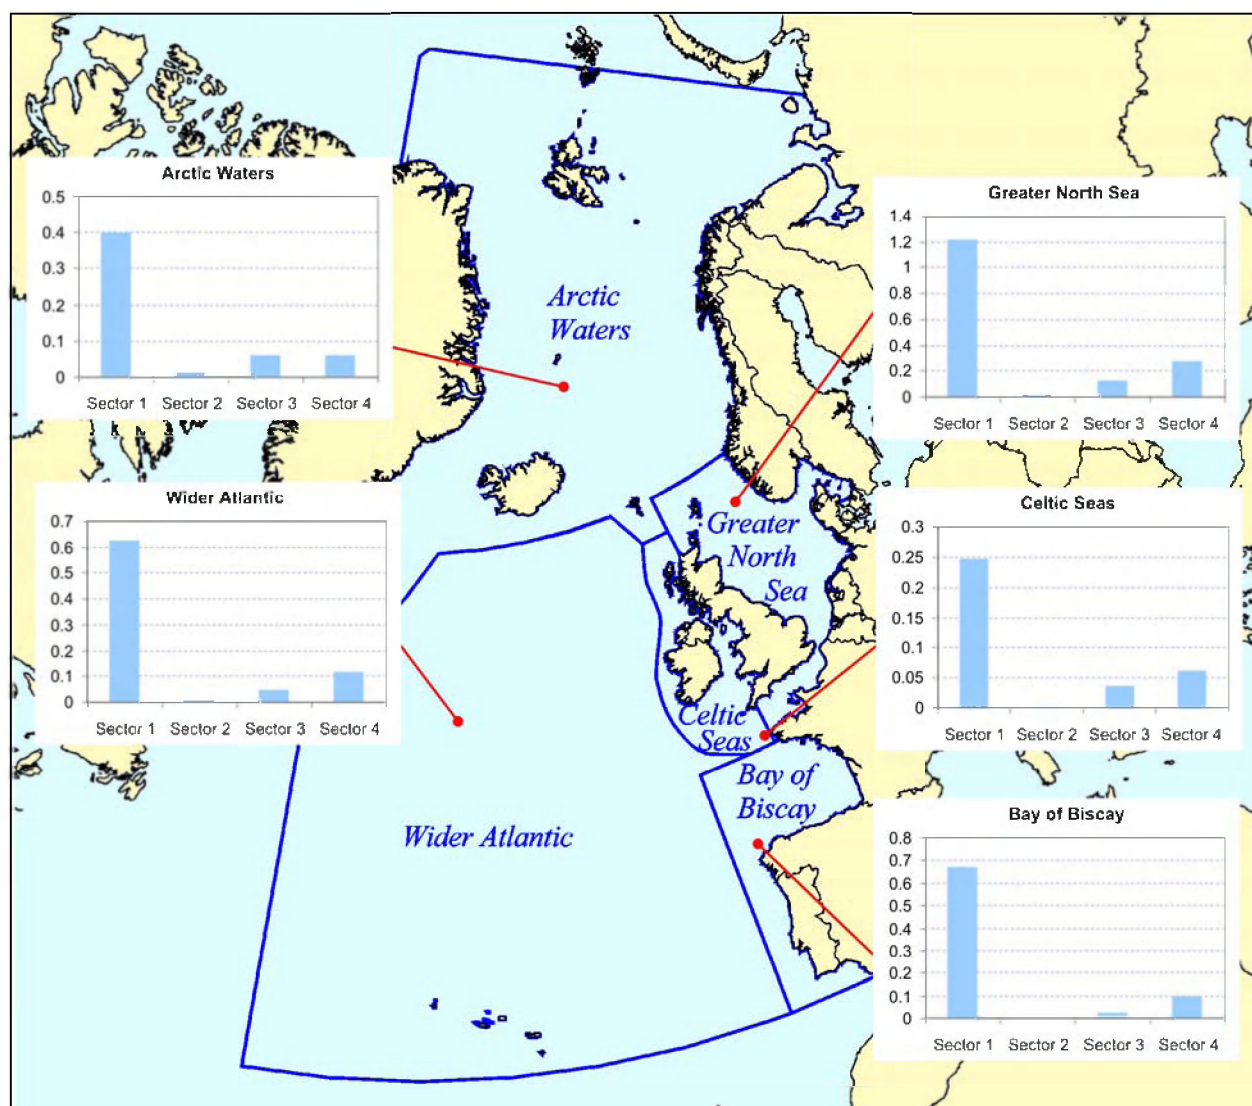 Arctic Waters
0.5
0.4
0.3
0.2
0.1
0
Sector 1 Sector 2 Sector 3 Sector 4
Greater North Sea
1.4
1.2
1
0.8
0.6
0.4
0.2
0
Sector 1 Sector 2 Sector 3 Sector 4
Arctic
Waters
Wider Atlantic
0.7
0.6
0.5
0.4
0.3
0.2
0.1
0
Sector 1 Sector 2 Sector 3 Sector 4
Greater
North
Sea
Celtic Seas
0.3
0.25
0.2
0.15
0.1
0.05
0
Sector 1 Sector 2 Sector 3 Sector 4
Celtic
Seas
Bay of
Biscay
Wider Atlantic
Bay of Biscay
0.8
0.7
0.6
0.5
0.4
0.3
0.2
0.1
0
Sector 1 Sector 2 Sector 3 Sector 4